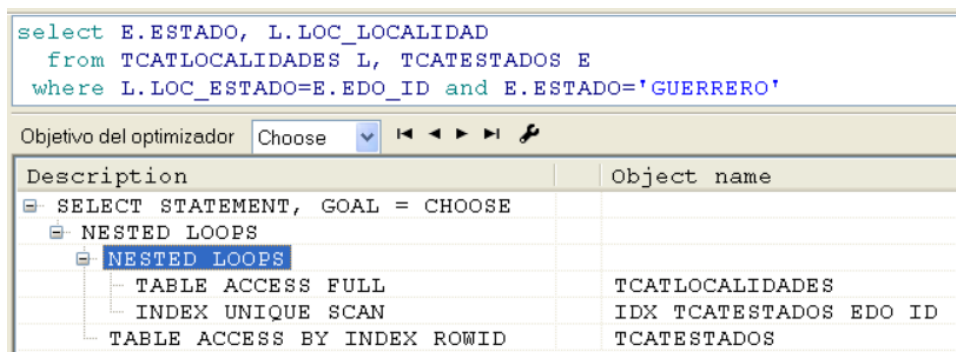 select E.ESTADO, L.LOC_LOCALIDAD
from TCATLOCALIDADES L, TCATESTADOS E
where L.LOC_ESTADO=E.EDO_ID and E.ESTADO='GUERRERO'
Objetivo del optimizador Choose
Description Object name
SELECT STATEMENT, GOAL = CHOOSE
NESTED LOOPS
NESTED LOOPS
TABLE ACCESS FULL TCATLOCALIDADES
INDEX UNIQUE SCAN IDX TCATESTADOS EDO ID
TABLE ACCESS BY INDEX ROWID TCATESTADOS